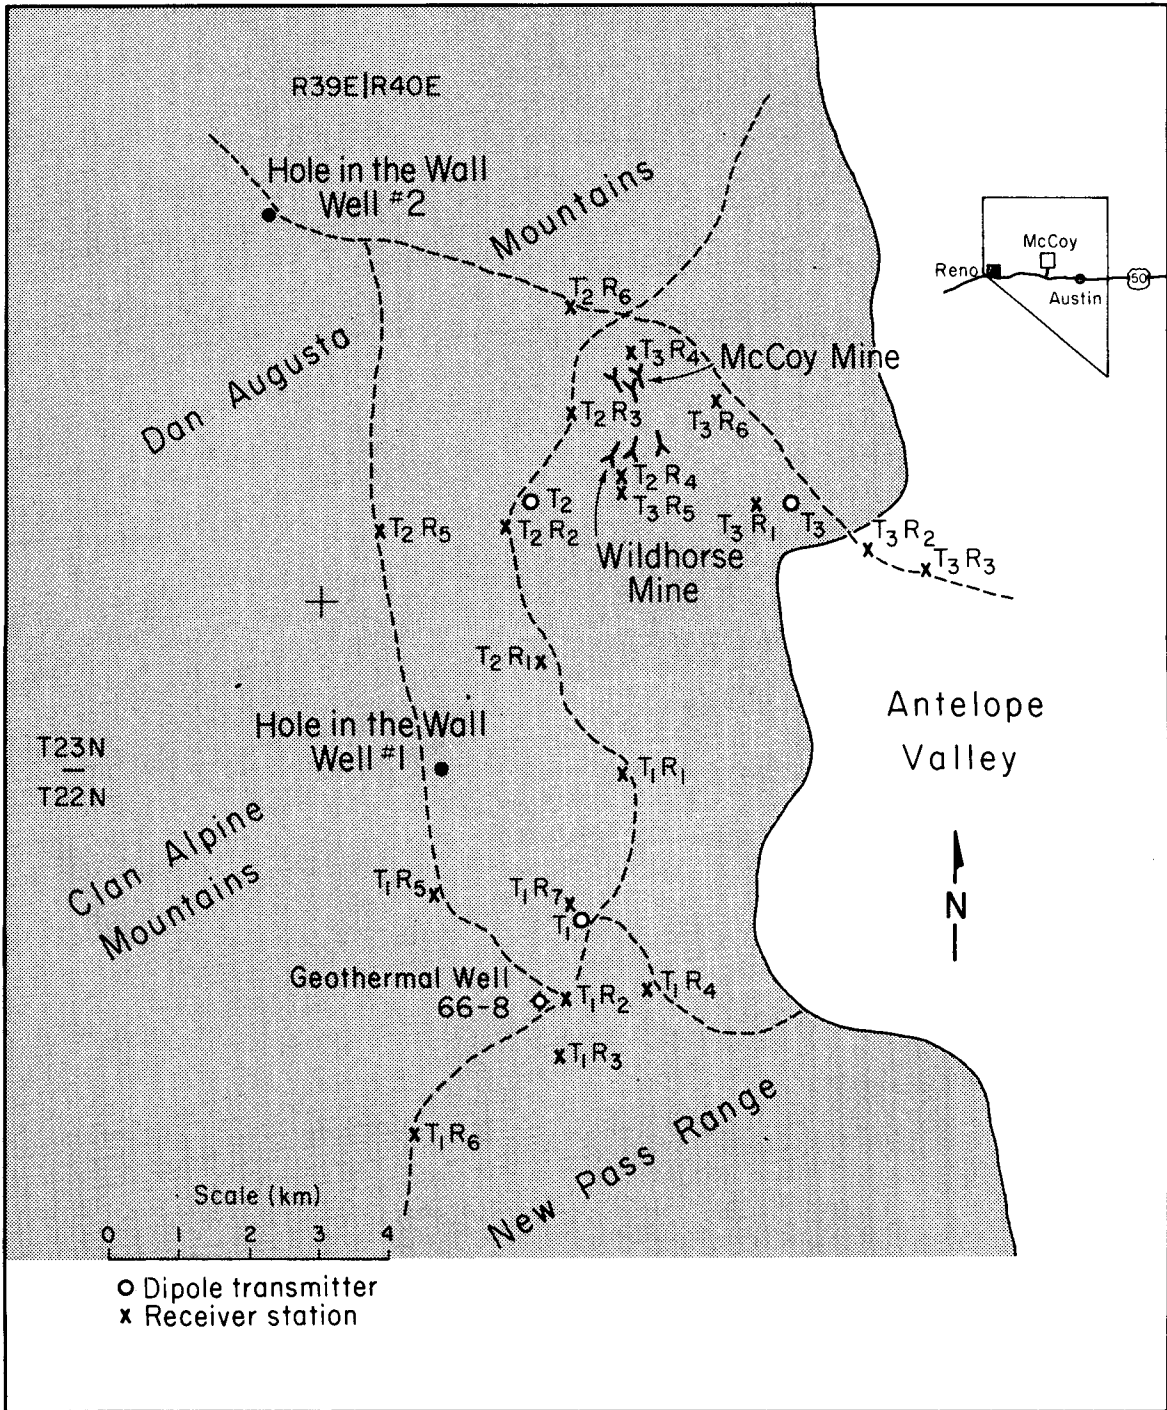 R39E|R40E
Hole in the Wall
Well #2
Mountains
McCoy
Reno
50
Austin
T2 R6
Dan Augusta
T3 R4
McCoy Mine
T2 R3
T3 R6
T2 R4
T2
T3 R5
T3 R1
T3
T2 R5
T2 R2
T3 R2
T3 R3
Wildhorse
Mine
T2 R1
Antelope
Valley
Hole in the Wall
Well #1
T23N
T22N
T1 R1
Clan Alpine
Mountains
T1 R5
T1 R7
T1
N
Geothermal Well
66-8
T1 R2
T1 R4
T1 R3
T1 R6
New Pass Range
Scale (km)
0 1 2 3 4
o Dipole transmitter
x Receiver station